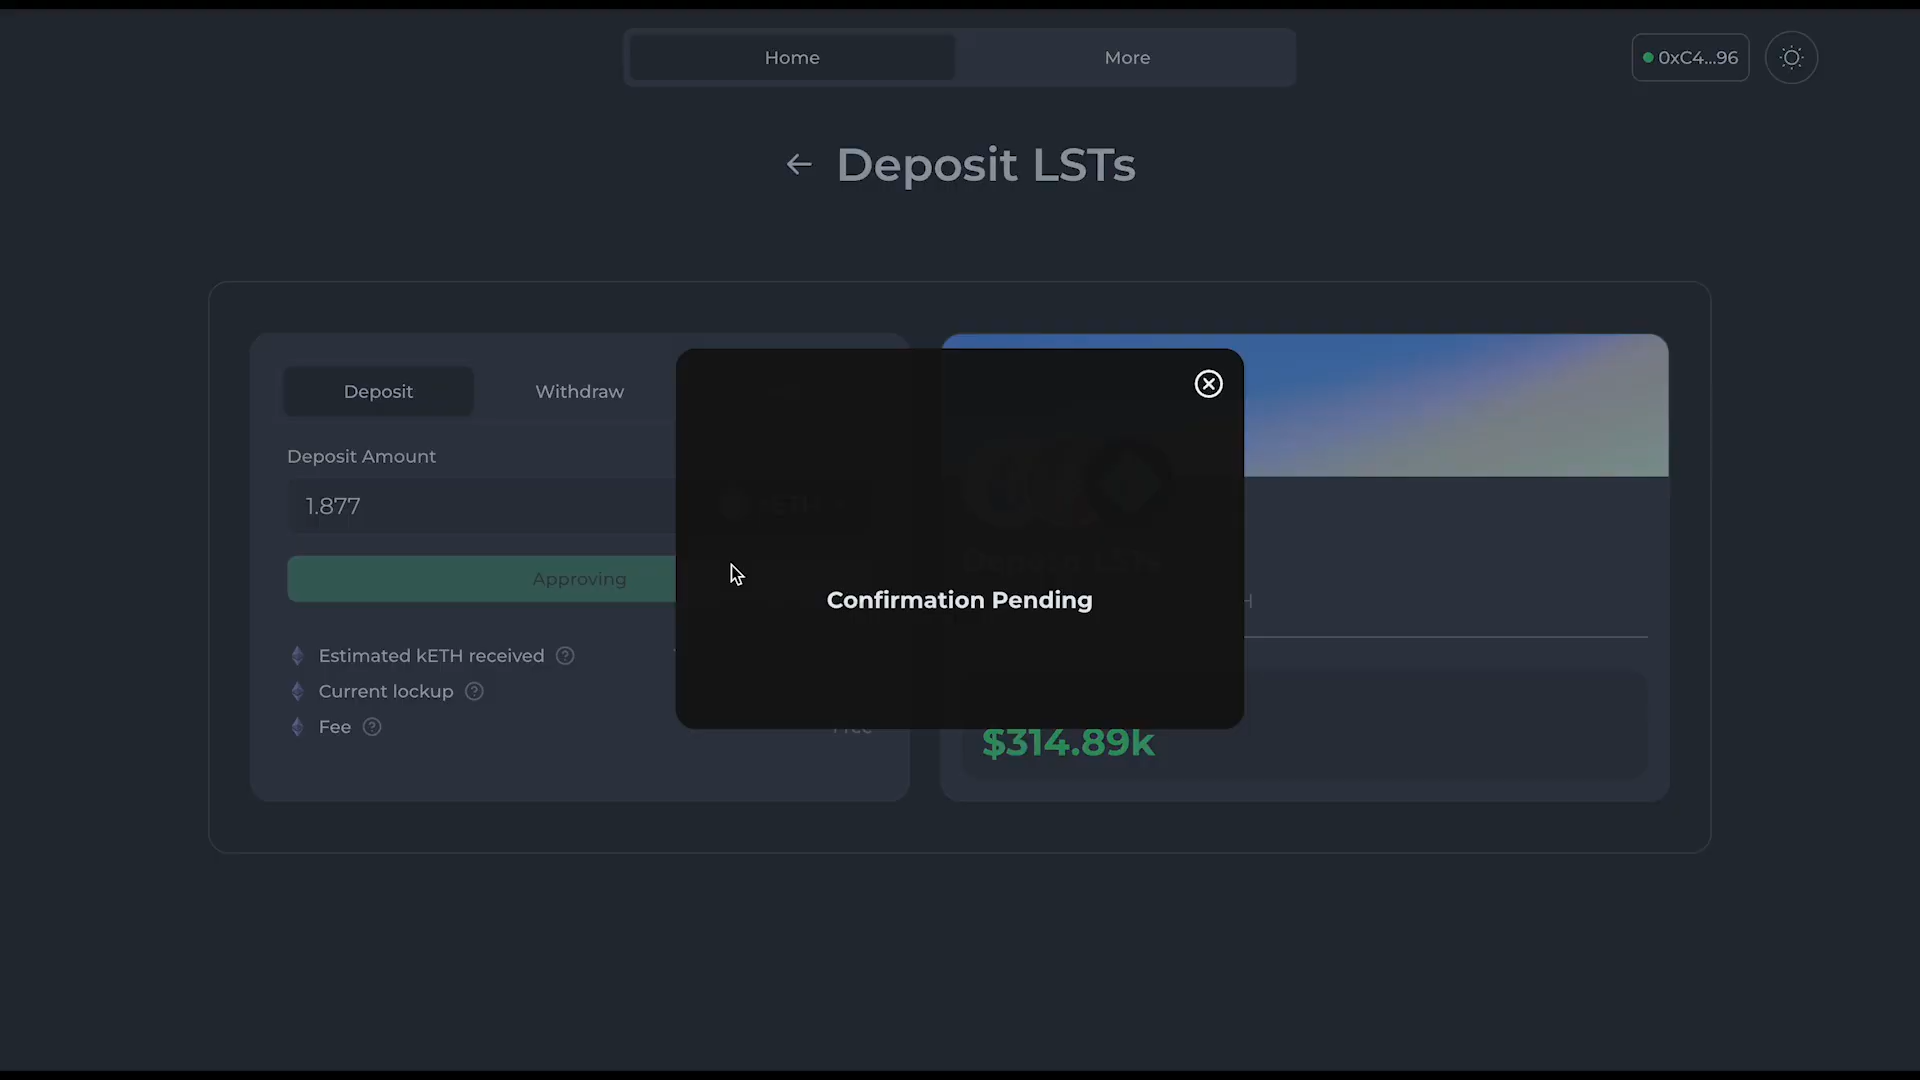 Home
More
0xC4...96
Deposit LSTs
Deposit
Withdraw
Deposit Amount
1.877
Approving
Confirmation Pending
Estimated kETH received
Current lockup
Fee
Free
$314.89k